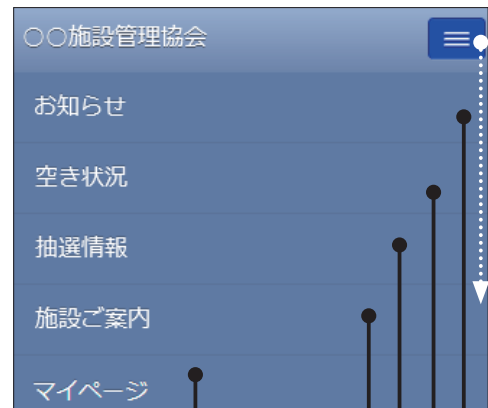 ○○施設管理協会
お知らせ
空き状況
抽選情報
施設ご案内
マイページ